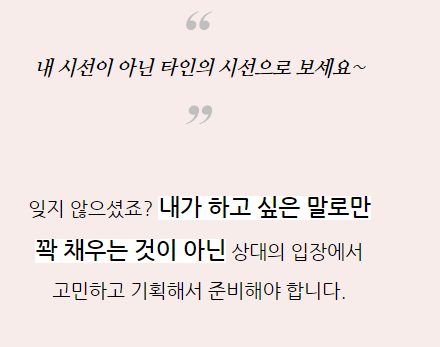 “
내 시선이 아닌 타인의 시선으로 보세요~
”
잊지 않으셨죠? 내가 하고 싶은 말로만
꽉 채우는 것이 아닌 상대의 입장에서
고민하고 기획해서 준비해야 합니다.